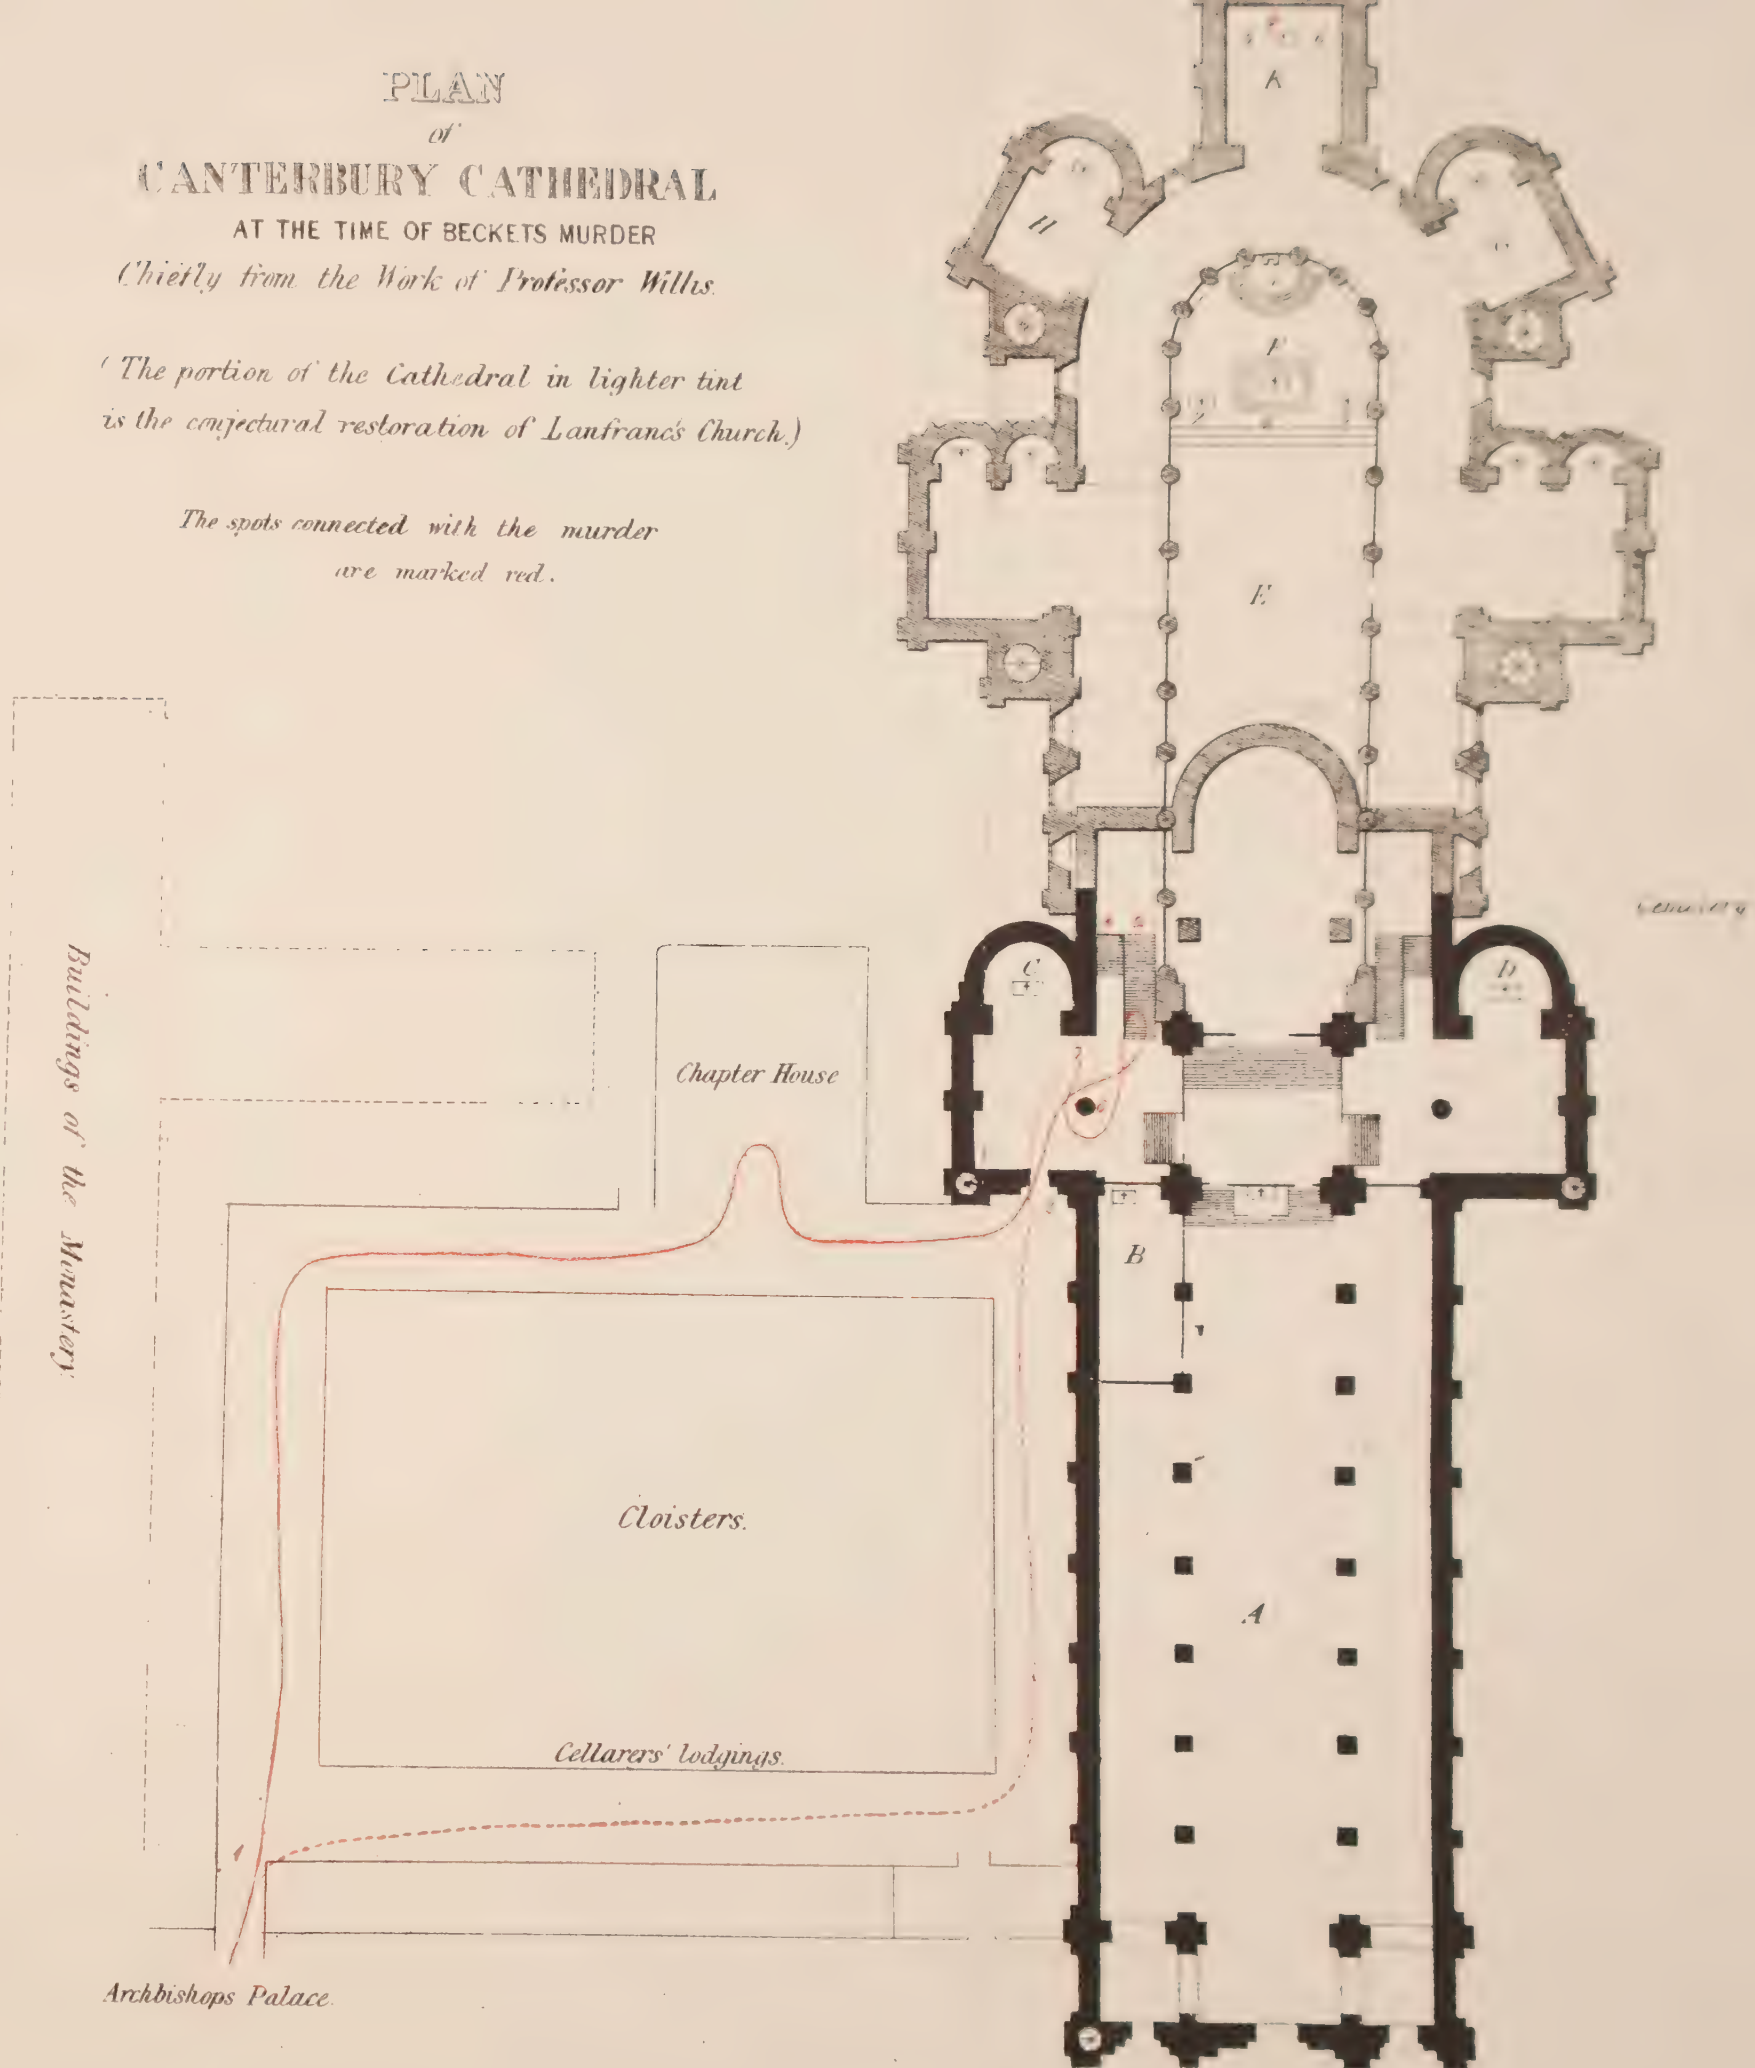 PLAN
of
CANTERBURY CATHEDRAL
AT THE TIME OF BECKETS MURDER
(Chiefly from the Work of Professor Willis.
(The portion of the Cathedral in lighter tint
is the conjectural restoration of Lanfranc's Church.)
The spots connected with the murder
are marked red.
A
H
F
E
C
D
Chapter House
7
B
Buildings of the Monastery
Cloisters.
A
Cellarers' lodgings.
1
Archbishops Palace.